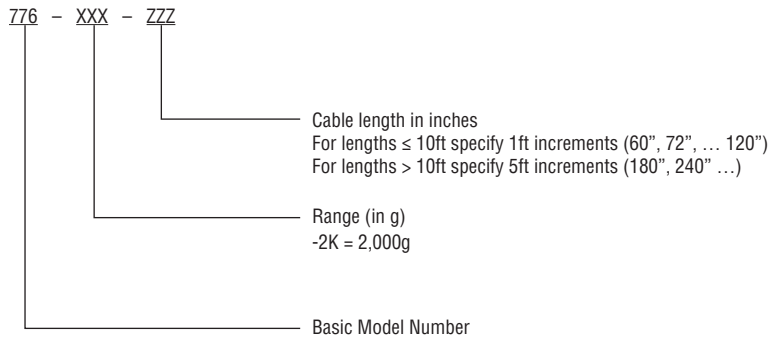 776 – XXX – ZZZ
Cable length in inches
For lengths ≤ 10ft specify 1ft increments (60”, 72”, … 120”)
For lengths > 10ft specify 5ft increments (180”, 240” …)
Range (in g)
-2K = 2,000g
Basic Model Number